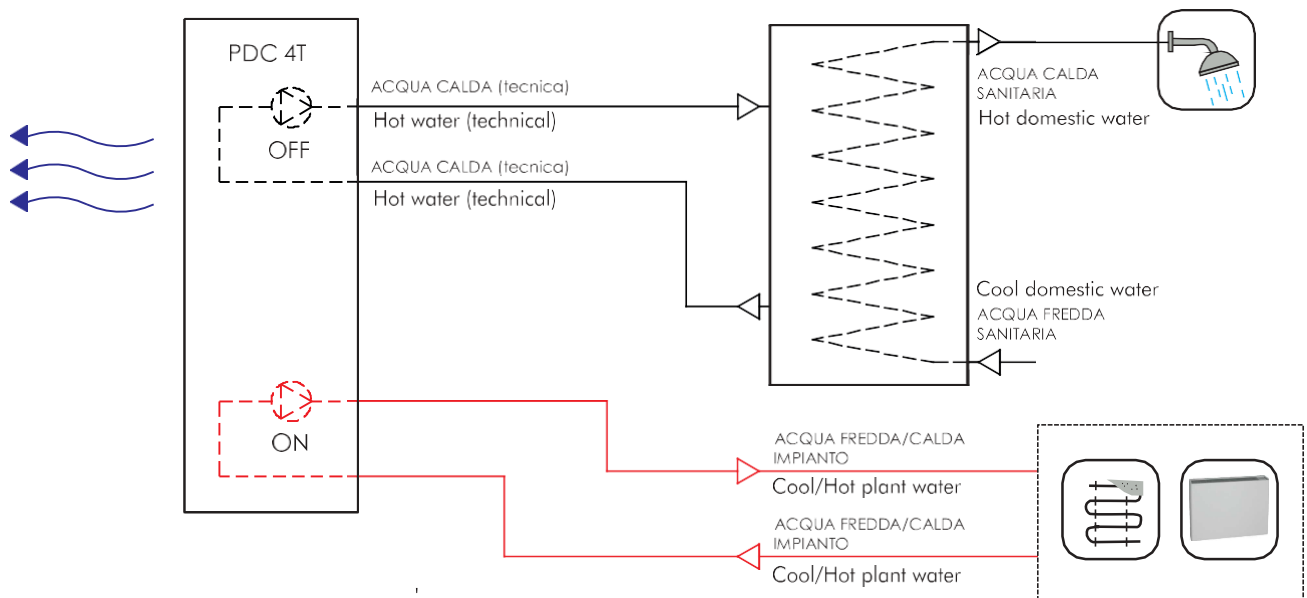 PDC 4T
OFF
ON
ACQUA CALDA (tecnica)
Hot water (technical)
ACQUA CALDA (tecnica)
Hot water (technical)
ACQUA CALDA
SANITARIA
Hot domestic water
Cool domestic water
ACQUA FREDDA
SANITARIA
ACQUA FREDDA/CALDA
IMPIANTO
Cool/Hot plant water
ACQUA FREDDA/CALDA
IMPIANTO
Cool/Hot plant water